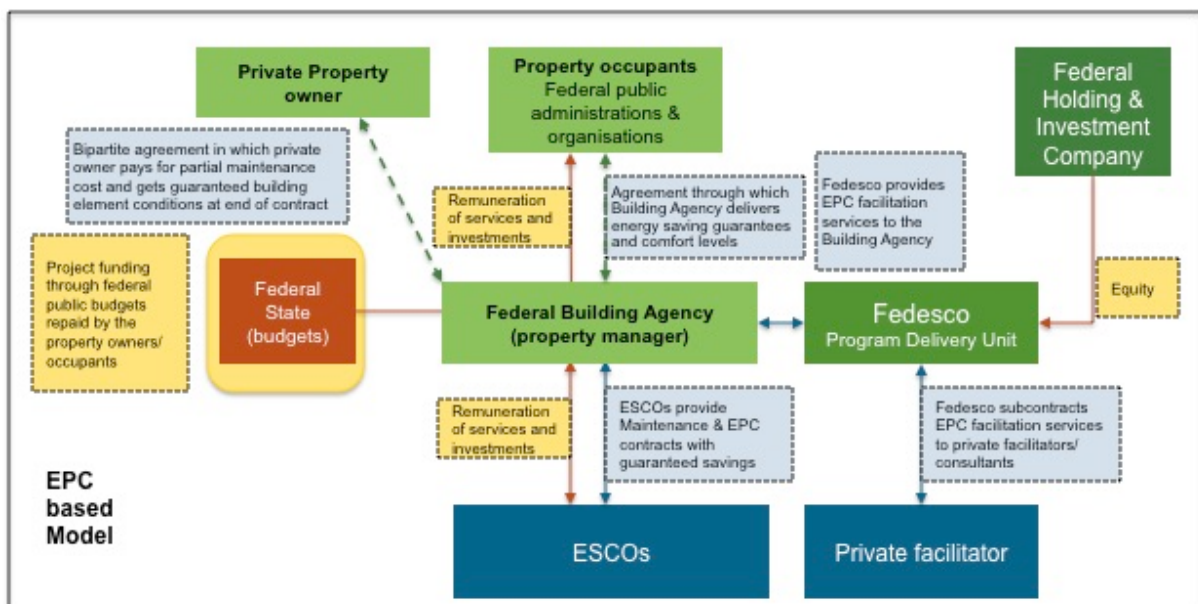 Private Property
owner
Property occupants
Federal public
administrations &
organisations
Federal
Holding &
Investment
Company
Bipartite agreement in which private
owner pays for partial maintenance
cost and gets guaranteed building
element conditions at end of contract
Remuneration
of services and
investments
Agreement through which
Building Agency delivers
energy saving guarantees
and comfort levels
Fedesco provides
EPC facilitation
services to the
Building Agency
Project funding
through federal
public budgets
repaid by the
property owners/
occupants
Federal
State
(budgets)
Federal Building Agency
(property manager)
Fedesco
Program Delivery Unit
Equity
Remuneration
of services and
investments
ESCOs provide
Maintenance & EPC
contracts with
guaranteed savings
Fedesco subcontracts
EPC facilitation services
to private facilitators/
consultants
EPC
based
Model
ESCOs
Private facilitator